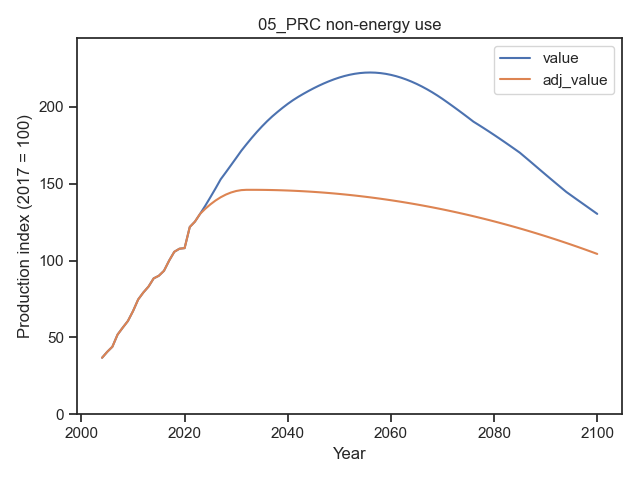 05_PRC non-energy use
value
adj_value
Production index (2017 = 100)
200
150
100
50
0
2000 2020 2040 2060 2080 2100
Year